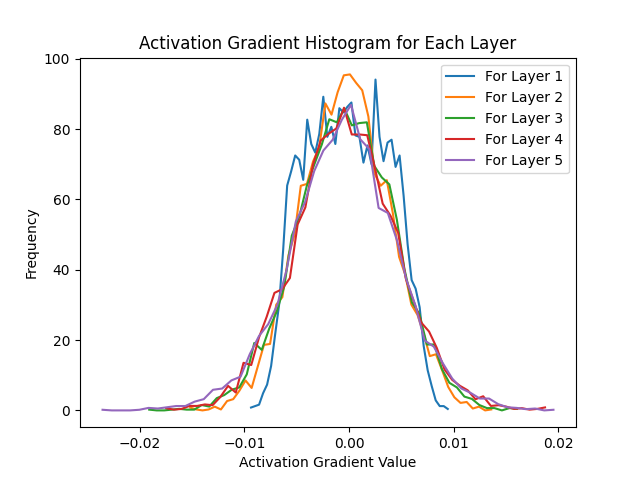 Activation Gradient Histogram for Each Layer
For Layer 1
For Layer 2
For Layer 3
For Layer 4
For Layer 5
100
80
60
40
20
0
Frequency
−0.02
−0.01
0.00
0.01
0.02
Activation Gradient Value